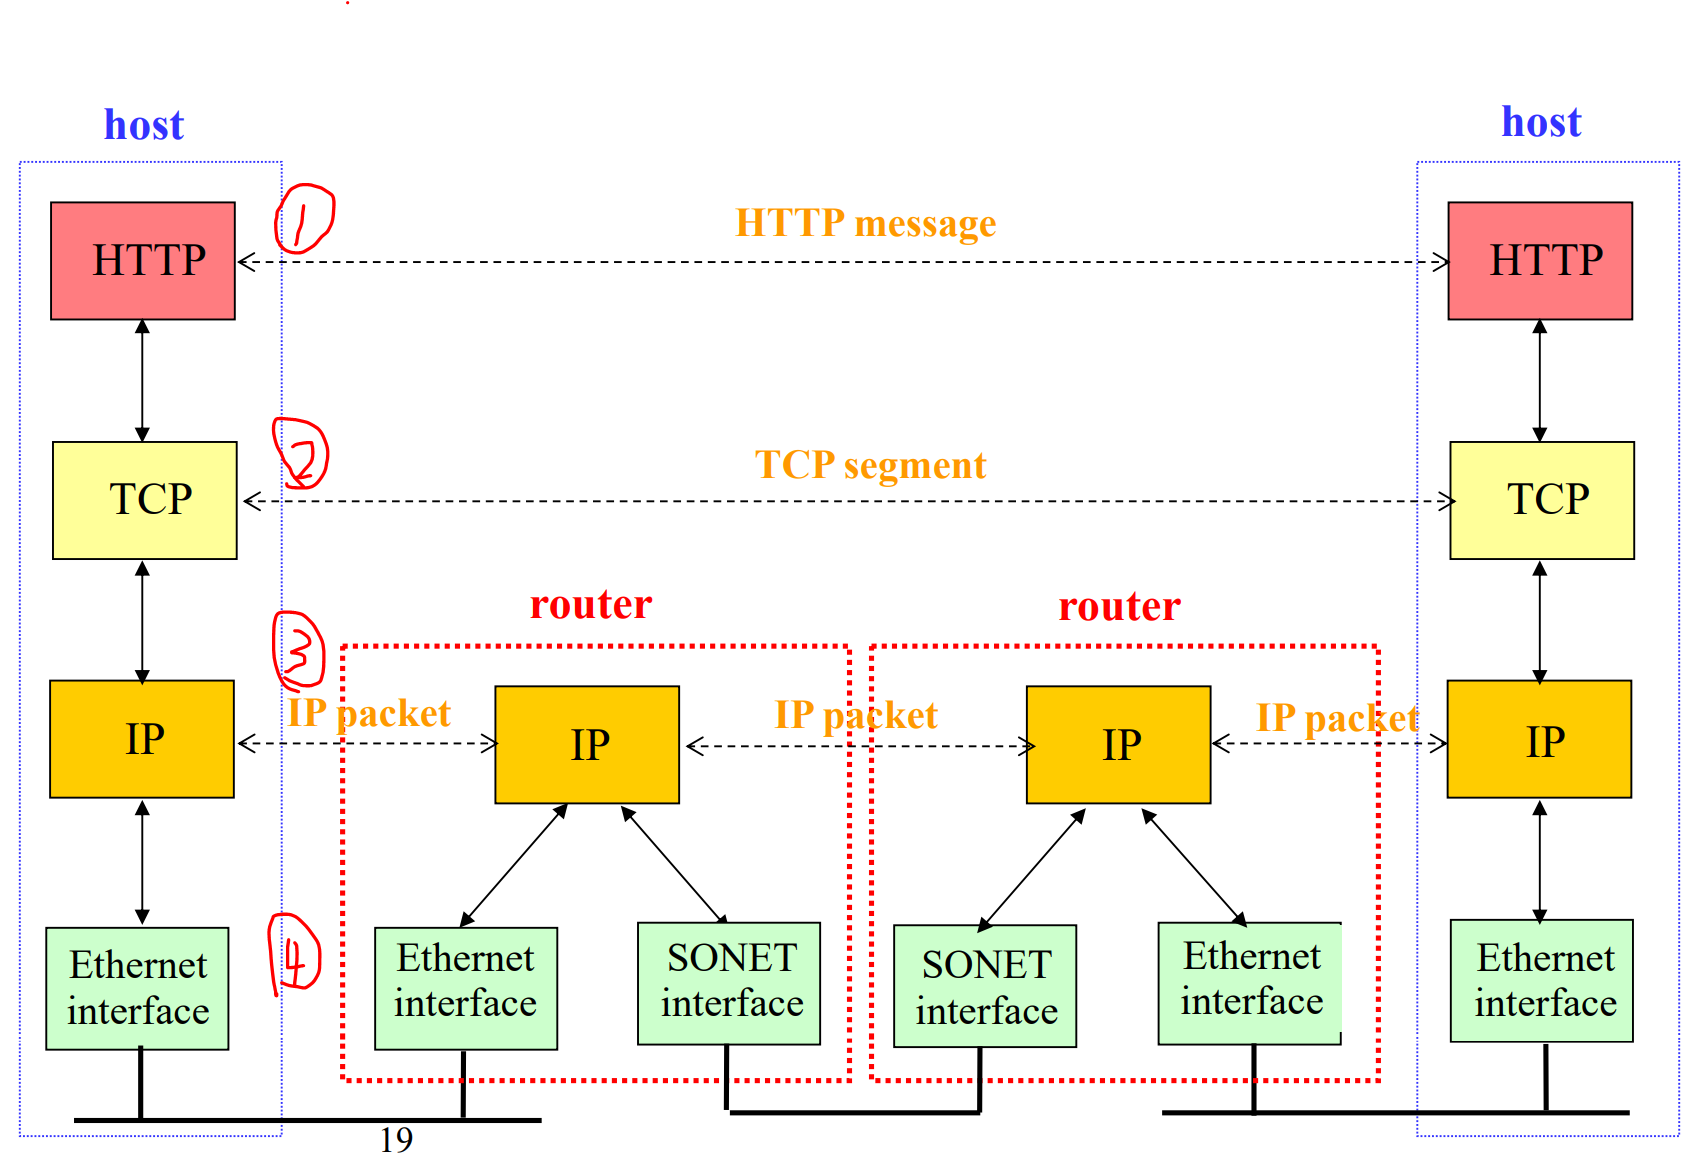 host
host
1
HTTP
HTTP message
HTTP
2
TCP
TCP segment
TCP
router
router
3
IP
IP packet
IP
IP packet
IP
IP packet
IP
4
Ethernet
interface
Ethernet
interface
SONET
interface
SONET
interface
Ethernet
interface
Ethernet
interface
19